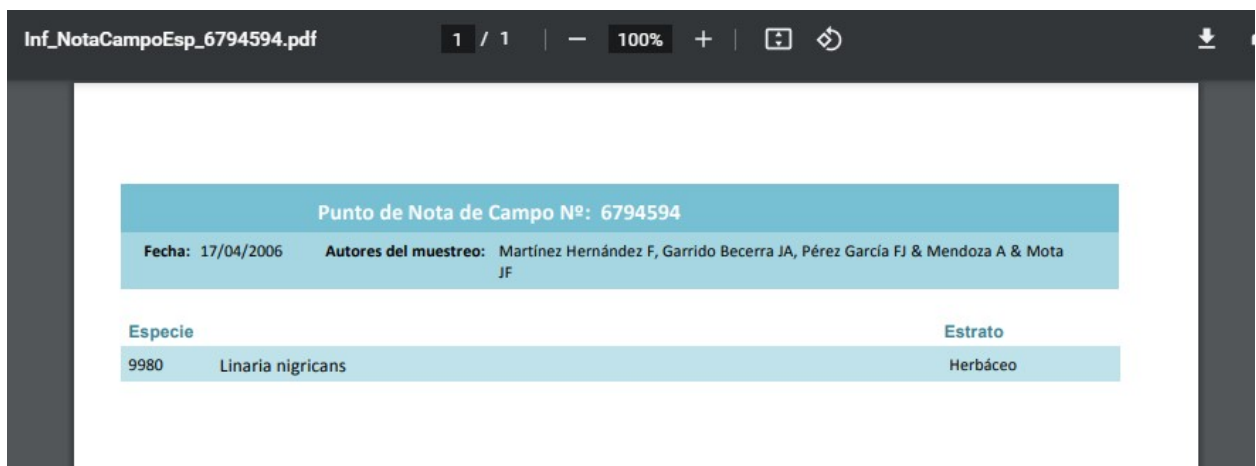 Inf_NotaCampoEsp_6794594.pdf 1 / 1 | − 100% + |
Punto de Nota de Campo Nº: 6794594
Fecha: 17/04/2006 Autores del muestreo: Martínez Hernández F, Garrido Becerra JA, Pérez García FJ & Mendoza A & Mota
JF
Especie Estrato
9980 Linaria nigricans Herbáceo